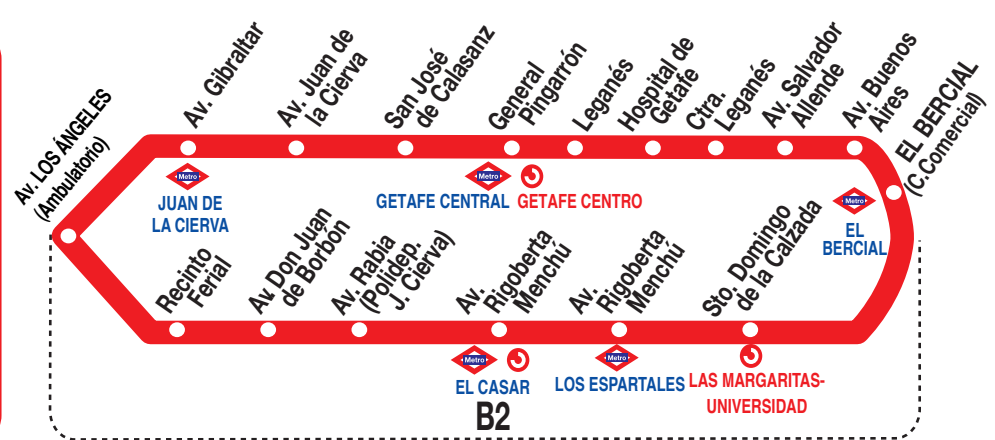 Av. LOS ÁNGELES
(Ambulatorio)
Av. Gibraltar
Av. Juan de
la Cierva
San José
de Calasanz
General
Pingarrón
Leganés
Hospital de
Getafe
Ctra.
Leganés
Av. Salvador
Allende
Av. Buenos
Aires
EL BERCIAL
(C.Comercial)
Metro
JUAN DE
LA CIERVA
Metro
GETAFE CENTRAL
GETAFE CENTRO
Metro
EL
BERCIAL
Recinto
Ferial
Av. Don Juan
de Borbón
Av. Rabia
(Polidep.
J. Cierva)
Av.
Rigoberta
Menchú
Av.
Rigoberta
Menchú
Sto. Domingo
de la Calzada
Metro
EL CASAR
Metro
LOS ESPARTALES
LAS MARGARITAS-
UNIVERSIDAD
B2